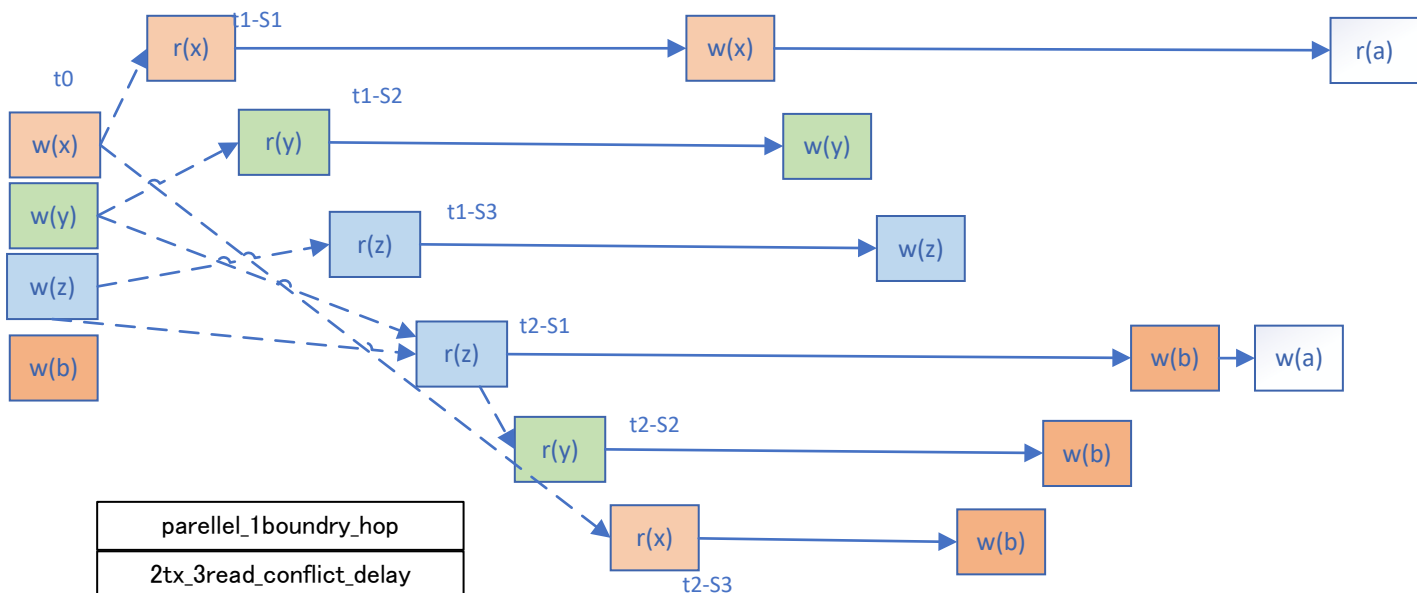 t1-S1
r(x)
w(x)
r(a)
t0
t1-S2
w(x)
r(y)
w(y)
w(y)
t1-S3
r(z)
w(z)
w(z)
t2-S1
r(z)
w(b)
w(a)
w(b)
t2-S2
r(y)
w(b)
parellel_1boundry_hop
r(x)
w(b)
2tx_3read_conflict_delay
t2-S3